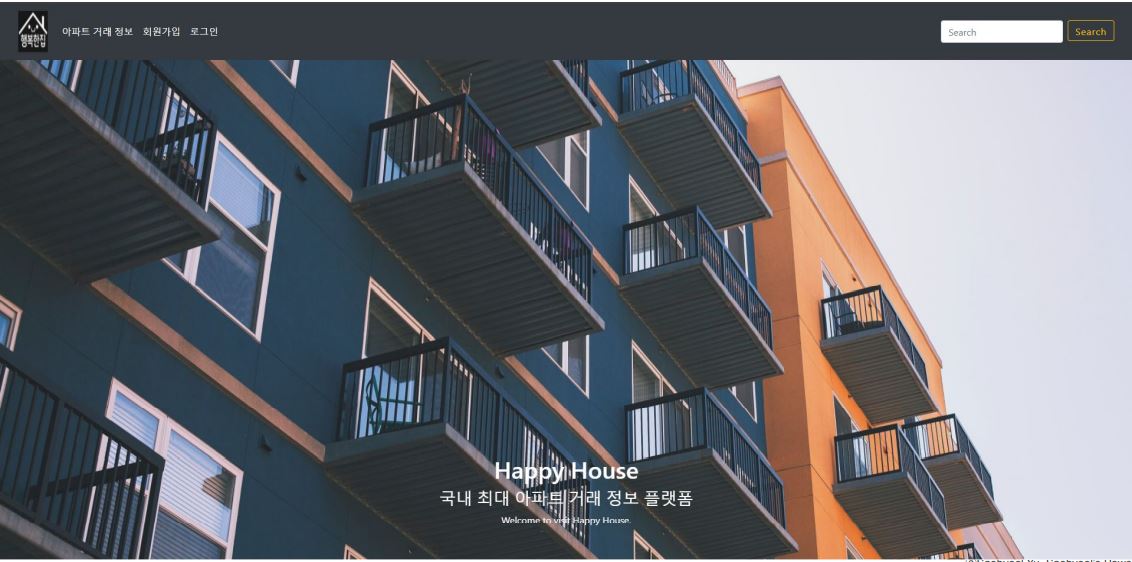 행복한집
아파트 거래 정보 회원가입 로그인
Search Search
Happy House
국내 최대 아파트 거래 정보 플랫폼
Welcome to visit Happy House.